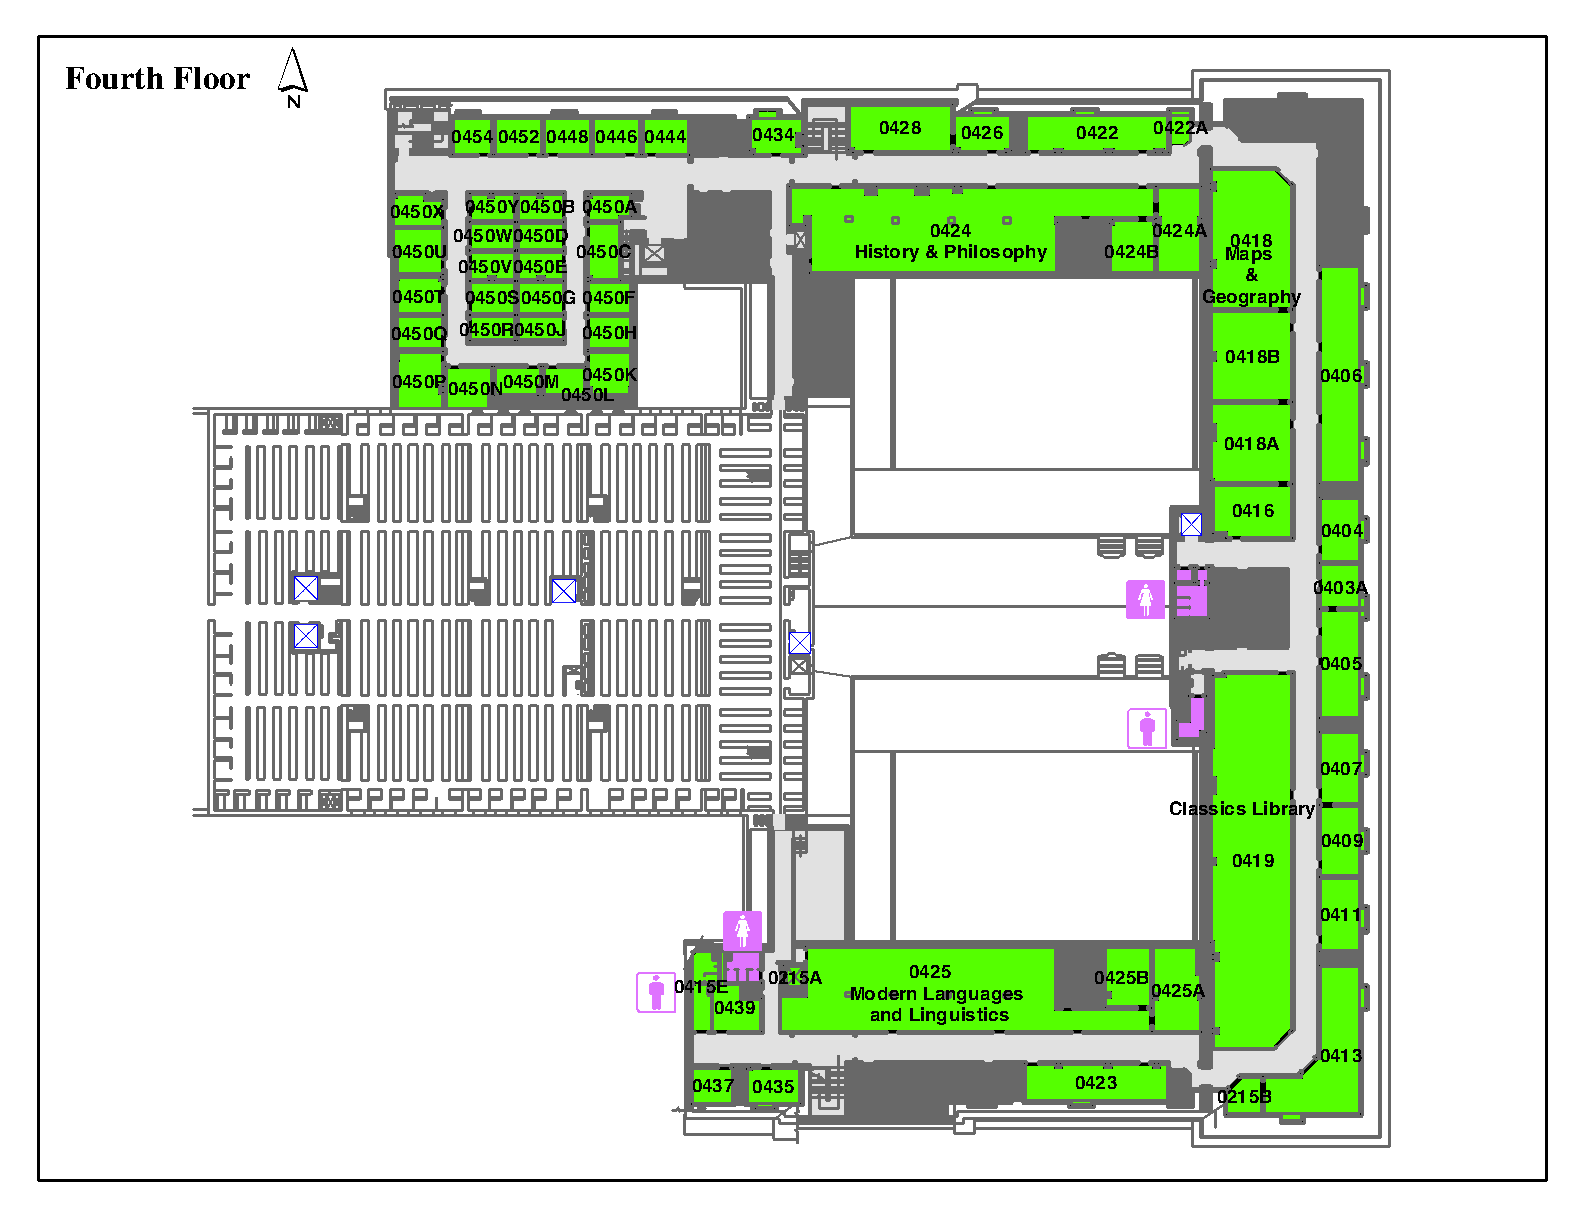 Fourth Floor
N
0454
0452
0448
0446
0444
0434
0428
0426
0422
0422A
0450X
0450Y
0450B
0450A
0450W
0450D
0450U
0450C
0450V
0450E
0450T
0450S
0450G
0450F
0450Q
0450R
0450J
0450H
0450P
0450N
0450M
0450L
0450K
0424
History & Philosophy
0424B
0424A
0418
Maps
&
Geography
0418B
0418A
0416
0406
0404
0403A
0405
0407
Classics Library
0409
0419
0411
0415E
0439
0215A
0425
Modern Languages
and Linguistics
0425B
0425A
0413
0437
0435
0423
0215B